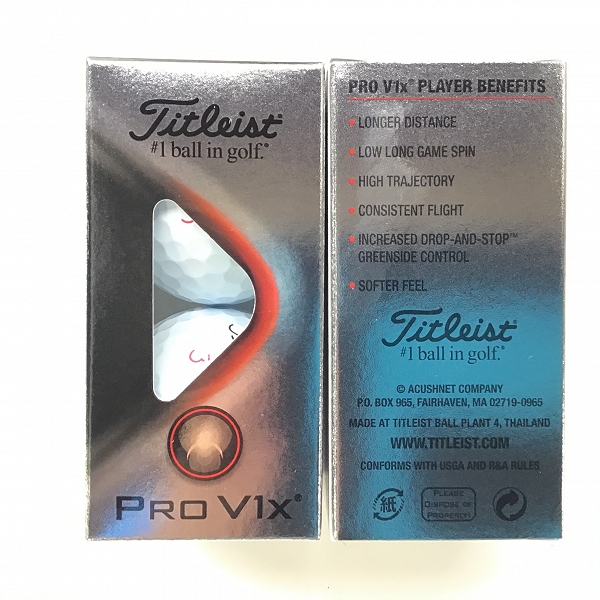 Titleist
#1 ball in golf.®
PRO V1x®
PRO V1x® PLAYER BENEFITS
• LONGER DISTANCE
• LOW LONG GAME SPIN
• HIGH TRAJECTORY
• CONSISTENT FLIGHT
• INCREASED DROP-AND-STOP™
GREENSIDE CONTROL
• SOFTER FEEL
Titleist®
#1 ball in golf.®
© ACUSHNET COMPANY
P.O. BOX 965, FAIRHAVEN, MA 02719-0965
MADE AT TITLEIST BALL PLANT 4, THAILAND
WWW.TITLEIST.COM
CONFORMS WITH USGA AND R&A RULES
紙
PLEASE
DISPOSE OF
PROPERLY